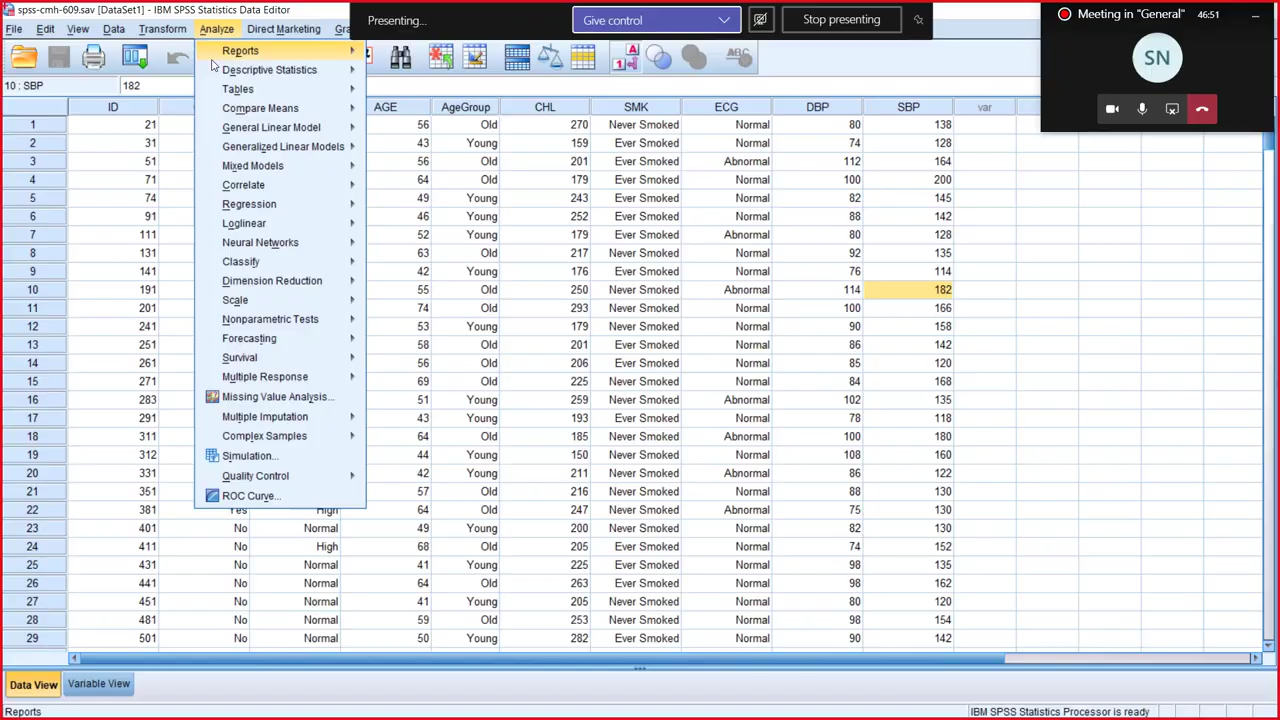 spss-cmh-609.sav [DataSet1] - IBM SPSS Statistics Data Editor
Presenting...
Give control
Stop presenting
Meeting in "General" 46:51
SN
File Edit View Data Transform Analyze Direct Marketing Gra
10 : SBP 182
Reports
Descriptive Statistics
Tables
Compare Means
General Linear Model
Generalized Linear Models
Mixed Models
Correlate
Regression
Loglinear
Neural Networks
Classify
Dimension Reduction
Scale
Nonparametric Tests
Forecasting
Survival
Multiple Response
Missing Value Analysis...
Multiple Imputation
Complex Samples
Simulation...
Quality Control
ROC Curve...
ID AGE AgeGroup CHL SMK ECG DBP SBP var
1 21 56 Old 270 Never Smoked Normal 80 138
2 31 43 Young 159 Ever Smoked Normal 74 128
3 51 56 Old 201 Ever Smoked Abnormal 112 164
4 71 64 Old 179 Ever Smoked Normal 100 200
5 74 49 Young 243 Ever Smoked Normal 82 145
6 91 46 Young 252 Ever Smoked Normal 88 142
7 111 52 Young 179 Ever Smoked Abnormal 80 128
8 131 63 Old 217 Never Smoked Normal 92 135
9 141 42 Young 176 Ever Smoked Normal 76 114
10 191 55 Old 250 Never Smoked Abnormal 114 182
11 201 74 Old 293 Never Smoked Normal 100 166
12 241 53 Young 179 Ever Smoked Normal 90 158
13 251 58 Old 201 Ever Smoked Abnormal 86 142
14 261 56 Old 206 Never Smoked Normal 85 120
15 271 69 Old 225 Never Smoked Normal 84 168
16 283 51 Young 259 Ever Smoked Abnormal 102 135
17 291 43 Young 193 Ever Smoked Normal 78 118
18 311 64 Old 185 Never Smoked Abnormal 100 180
19 312 44 Young 150 Ever Smoked Normal 108 160
20 331 42 Young 211 Ever Smoked Abnormal 86 122
21 351 57 Old 216 Never Smoked Normal 88 130
22 381 Yes High 64 Old 247 Never Smoked Abnormal 75 130
23 401 No Normal 49 Young 200 Ever Smoked Normal 82 130
24 411 No High 68 Old 205 Ever Smoked Normal 74 152
25 431 No Normal 41 Young 225 Ever Smoked Normal 98 135
26 441 No Normal 64 Old 263 Ever Smoked Normal 98 162
27 451 No Normal 41 Young 205 Never Smoked Normal 80 120
28 481 No Normal 59 Old 253 Never Smoked Normal 98 154
29 501 No Normal 50 Young 282 Ever Smoked Normal 90 142
Data View Variable View
Reports IBM SPSS Statistics Processor is ready